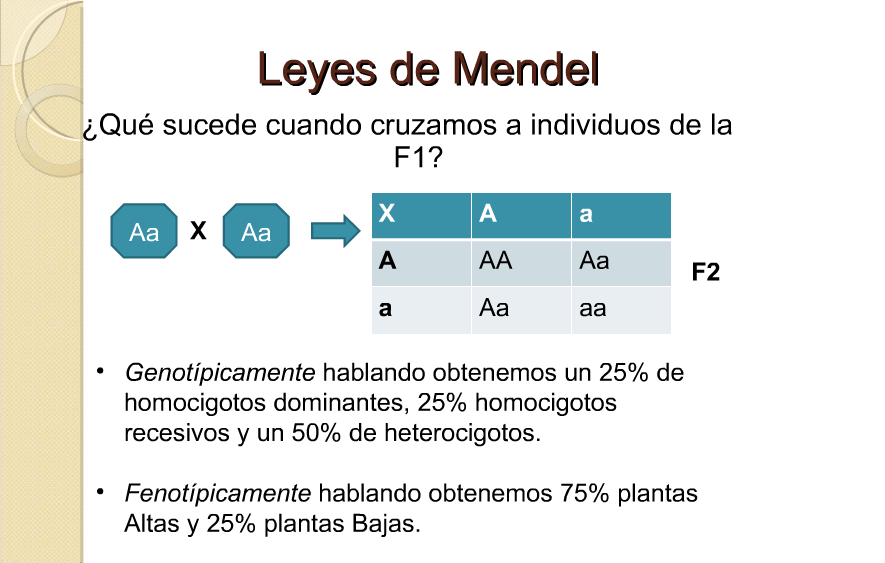 Leyes de Mendel
¿Qué sucede cuando cruzamos a individuos de la
F1?
Aa X Aa
X A a
A AA Aa
a Aa aa
F2
• Genotípicamente hablando obtenemos un 25% de
homocigotos dominantes, 25% homocigotos
recesivos y un 50% de heterocigotos.
• Fenotípicamente hablando obtenemos 75% plantas
Altas y 25% plantas Bajas.